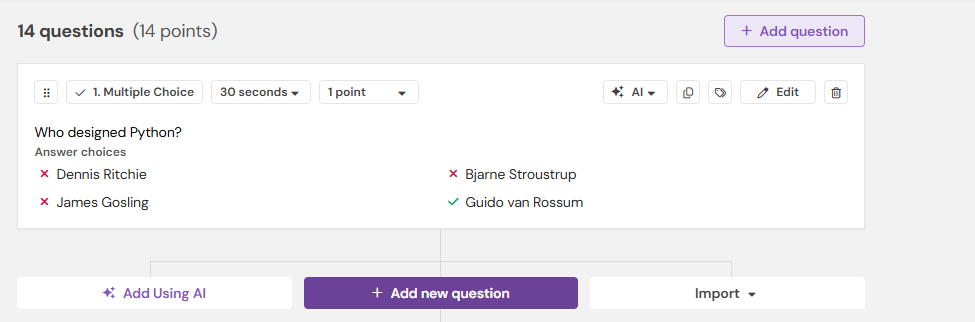 14 questions (14 points)
+ Add question
1. Multiple Choice 30 seconds 1 point AI Edit
Who designed Python?
Answer choices
Dennis Ritchie Bjarne Stroustrup
James Gosling Guido van Rossum
Add Using AI + Add new question Import